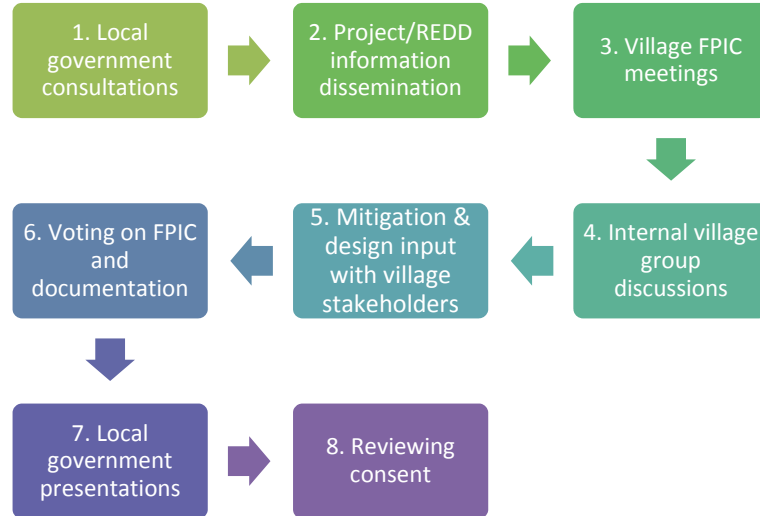 1. Local
government
consultations
2. Project/REDD
information
dissemination
3. Village FPIC
meetings
4. Internal village
group
discussions
5. Mitigation &
design input
with village
stakeholders
6. Voting on FPIC
and
documentation
7. Local
government
presentations
8. Reviewing
consent